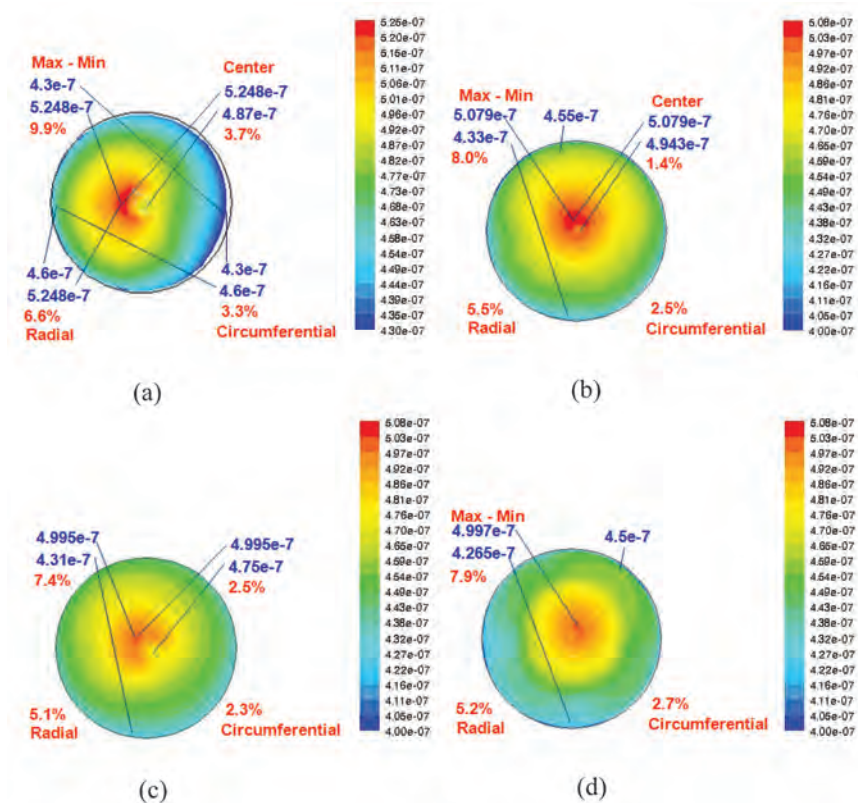 Max - Min
4.3e-7
5.248e-7
9.9%
Center
5.248e-7
4.87e-7
3.7%
4.6e-7
5.248e-7
6.6%
Radial
4.3e-7
4.6e-7
3.3%
Circumferential
5.25e-07
5.20e-07
5.15e-07
5.11e-07
5.06e-07
5.01e-07
4.96e-07
4.92e-07
4.87e-07
4.82e-07
4.77e-07
4.73e-07
4.68e-07
4.63e-07
4.58e-07
4.54e-07
4.49e-07
4.44e-07
4.39e-07
4.35e-07
4.30e-07
(a)
Max - Min
5.079e-7
4.33e-7
8.0%
4.55e-7
Center
5.079e-7
4.943e-7
1.4%
5.5%
Radial
2.5%
Circumferential
5.08e-07
5.03e-07
4.97e-07
4.92e-07
4.86e-07
4.81e-07
4.76e-07
4.70e-07
4.65e-07
4.59e-07
4.54e-07
4.49e-07
4.43e-07
4.38e-07
4.32e-07
4.27e-07
4.22e-07
4.16e-07
4.11e-07
4.05e-07
4.00e-07
(b)
4.995e-7
4.31e-7
7.4%
4.995e-7
4.75e-7
2.5%
5.1%
Radial
2.3%
Circumferential
5.08e-07
5.03e-07
4.97e-07
4.92e-07
4.86e-07
4.81e-07
4.76e-07
4.70e-07
4.65e-07
4.59e-07
4.54e-07
4.49e-07
4.43e-07
4.38e-07
4.32e-07
4.27e-07
4.22e-07
4.16e-07
4.11e-07
4.05e-07
4.00e-07
(c)
Max - Min
4.997e-7
4.265e-7
7.9%
4.5e-7
5.2%
Radial
2.7%
Circumferential
5.08e-07
5.03e-07
4.97e-07
4.92e-07
4.86e-07
4.81e-07
4.76e-07
4.70e-07
4.65e-07
4.59e-07
4.54e-07
4.49e-07
4.43e-07
4.38e-07
4.32e-07
4.27e-07
4.22e-07
4.16e-07
4.11e-07
4.05e-07
4.00e-07
(d)